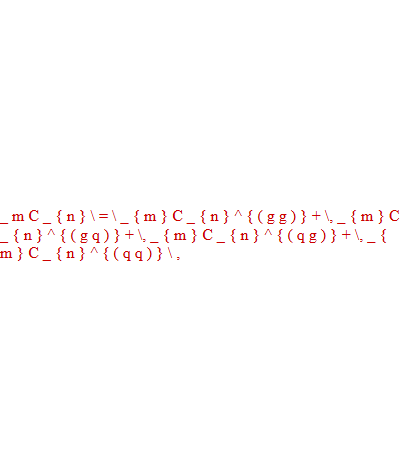 _ m C _ { n } \ = \ _ { m } C _ { n } ^ { ( g g ) } + \, _ { m } C
_ { n } ^ { ( g q ) } + \, _ { m } C _ { n } ^ { ( q g ) } + \, _ {
m } C _ { n } ^ { ( q q ) } \ ,